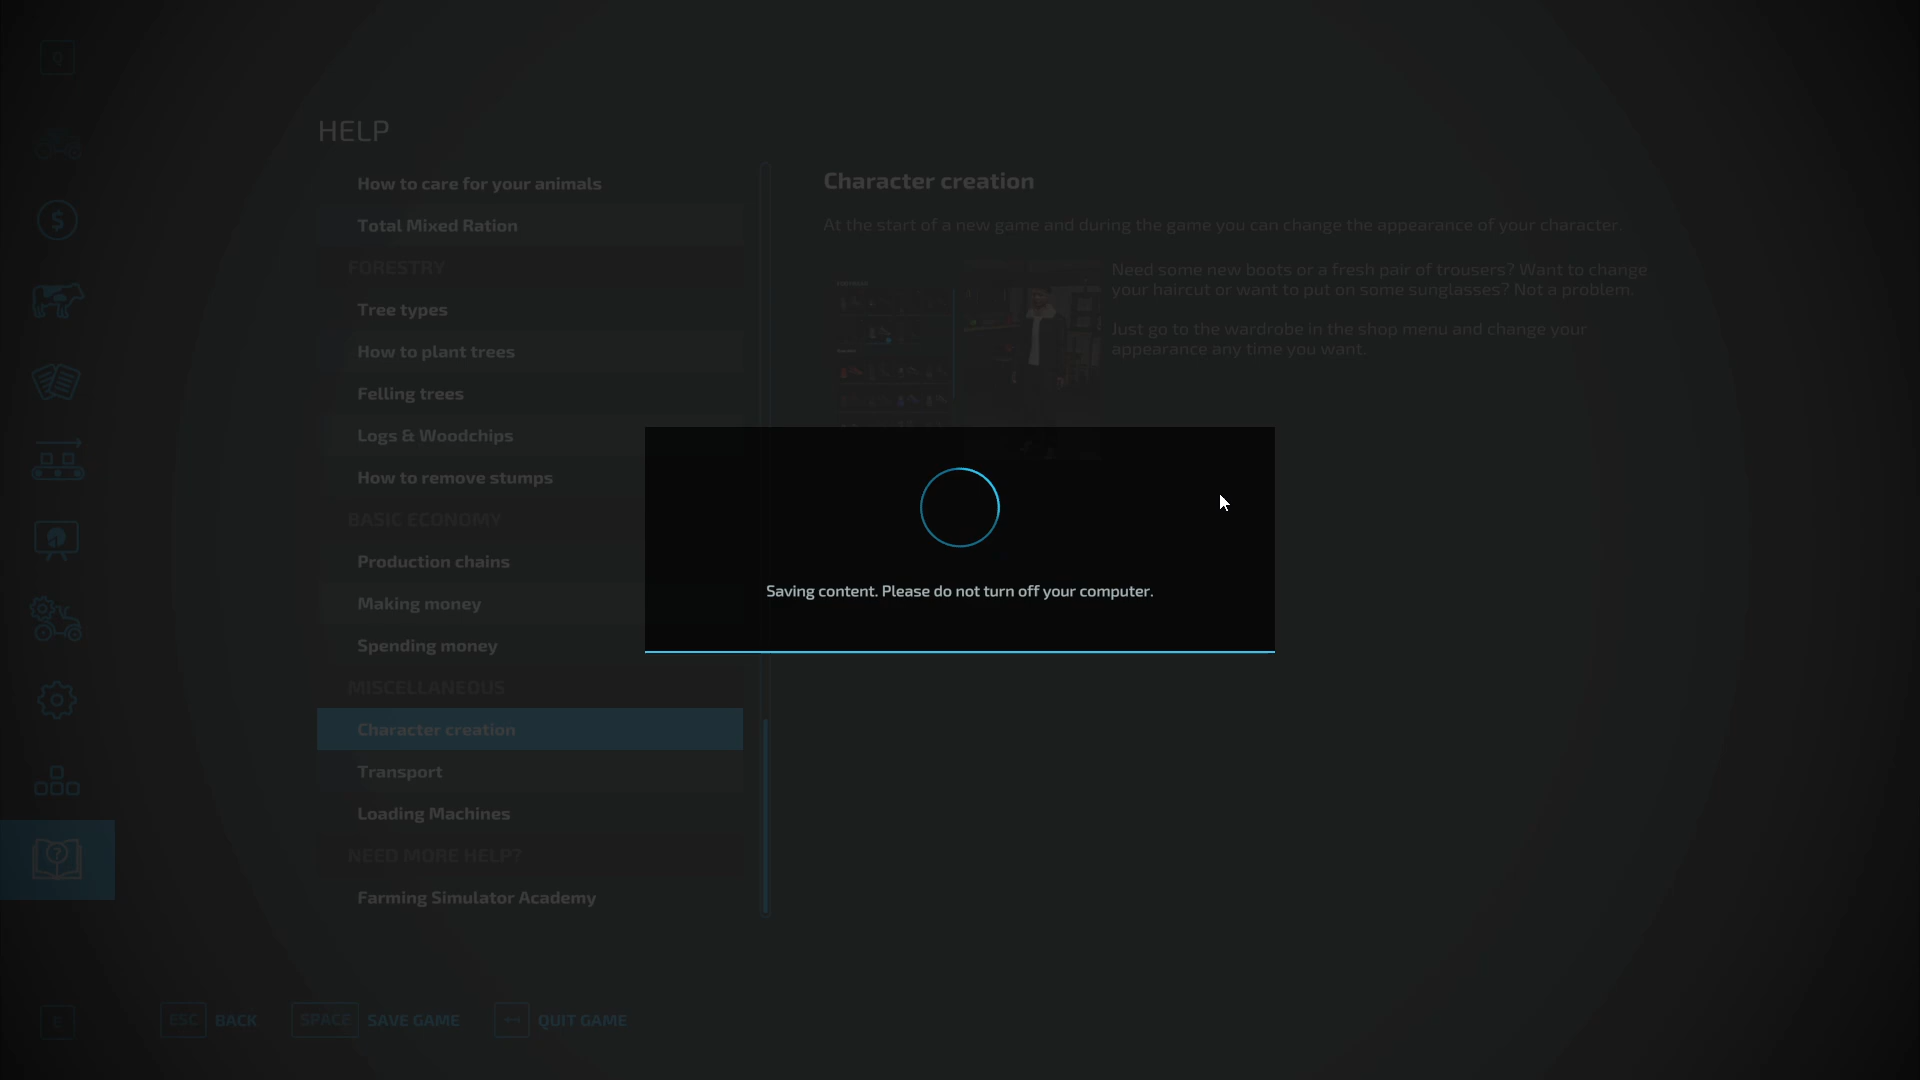 HELP
How to care for your animals
Total Mixed Ration
FORESTRY
Tree types
How to plant trees
Felling trees
Logs & Woodchips
How to remove stumps
BASIC ECONOMY
Production chains
Making money
Spending money
MISCELLANEOUS
Character creation
Transport
Loading Machines
NEED MORE HELP?
Farming Simulator Academy
Character creation
At the start of a new game and during the game you can change the appearance of your character.
Need some new boots or a fresh pair of trousers? Want to change
your haircut or want to put on some sunglasses? Not a problem.
Just go to the wardrobe in the shop menu and change your
appearance any time you want.
Saving content. Please do not turn off your computer.
E
ESC BACK SPACE SAVE GAME QUIT GAME